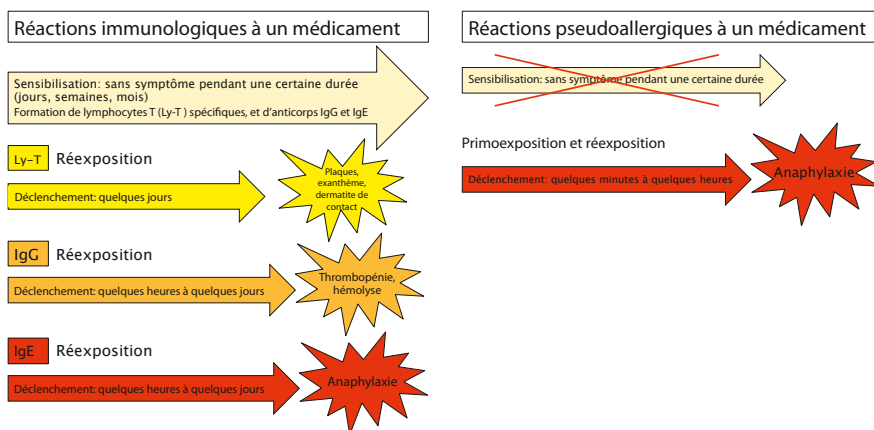 Réactions immunologiques à un médicament
Sensibilisation: sans symptôme pendant une certaine durée
(jours, semaines, mois)
Formation de lymphocytes T (Ly-T ) spécifiques, et d'anticorps IgG et IgE
Ly-T Réexposition
Déclenchement: quelques jours
Plaques,
exanthème,
dermatite de
contact
IgG Réexposition
Déclenchement: quelques heures à quelques jours
Thrombopénie,
hémolyse
IgE Réexposition
Déclenchement: quelques heures à quelques jours
Anaphylaxie
Réactions pseudoallergiques à un médicament
Sensibilisation: sans symptôme pendant une certaine durée
Primoexposition et réexposition
Déclenchement: quelques minutes à quelques heures
Anaphylaxie